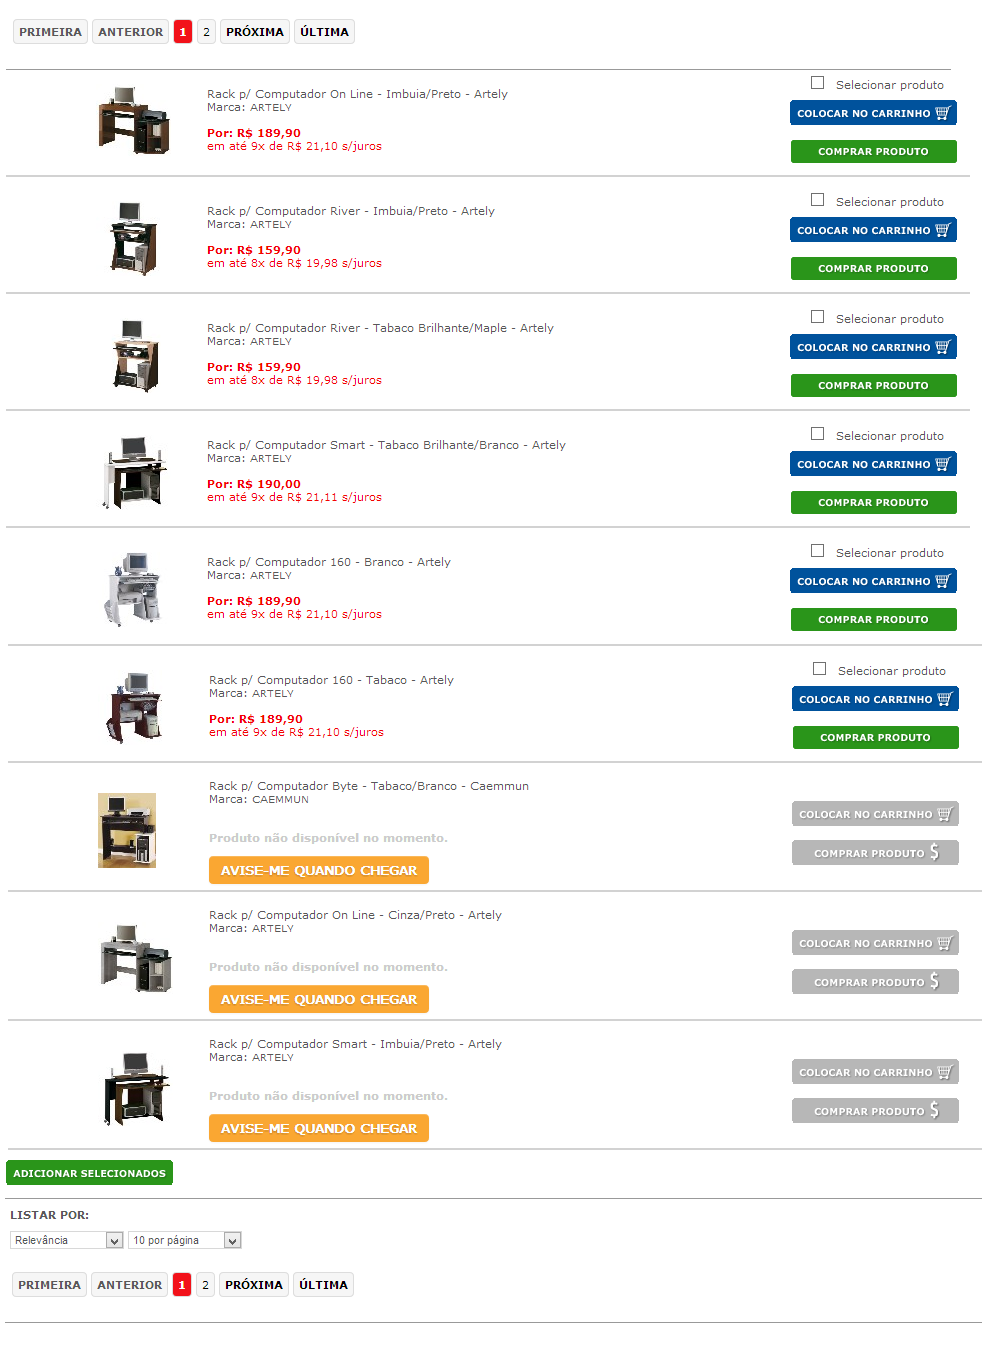 PRIMEIRA ANTERIOR 1 2 PRÓXIMA ÚLTIMA
Selecionar produto
Rack p/ Computador On Line - Imbuia/Preto - Artely
Marca: ARTELY
COLOCAR NO CARRINHO
Por: R$ 189,90
em até 9x de R$ 21,10 s/juros
COMPRAR PRODUTO
Selecionar produto
Rack p/ Computador River - Imbuia/Preto - Artely
Marca: ARTELY
COLOCAR NO CARRINHO
Por: R$ 159,90
em até 8x de R$ 19,98 s/juros
COMPRAR PRODUTO
Selecionar produto
Rack p/ Computador River - Tabaco Brilhante/Maple - Artely
Marca: ARTELY
COLOCAR NO CARRINHO
Por: R$ 159,90
em até 8x de R$ 19,98 s/juros
COMPRAR PRODUTO
Selecionar produto
Rack p/ Computador Smart - Tabaco Brilhante/Branco - Artely
Marca: ARTELY
COLOCAR NO CARRINHO
Por: R$ 190,00
em até 9x de R$ 21,11 s/juros
COMPRAR PRODUTO
Selecionar produto
Rack p/ Computador 160 - Branco - Artely
Marca: ARTELY
COLOCAR NO CARRINHO
Por: R$ 189,90
em até 9x de R$ 21,10 s/juros
COMPRAR PRODUTO
Selecionar produto
Rack p/ Computador 160 - Tabaco - Artely
Marca: ARTELY
COLOCAR NO CARRINHO
Por: R$ 189,90
em até 9x de R$ 21,10 s/juros
COMPRAR PRODUTO
Rack p/ Computador Byte - Tabaco/Branco - Caemmun
Marca: CAEMMUN
COLOCAR NO CARRINHO
Produto não disponível no momento.
COMPRAR PRODUTO $
AVISE-ME QUANDO CHEGAR
Rack p/ Computador On Line - Cinza/Preto - Artely
Marca: ARTELY
COLOCAR NO CARRINHO
Produto não disponível no momento.
COMPRAR PRODUTO $
AVISE-ME QUANDO CHEGAR
Rack p/ Computador Smart - Imbuia/Preto - Artely
Marca: ARTELY
COLOCAR NO CARRINHO
Produto não disponível no momento.
COMPRAR PRODUTO $
AVISE-ME QUANDO CHEGAR
ADICIONAR SELECIONADOS
LISTAR POR:
Relevância 10 por página
PRIMEIRA ANTERIOR 1 2 PRÓXIMA ÚLTIMA